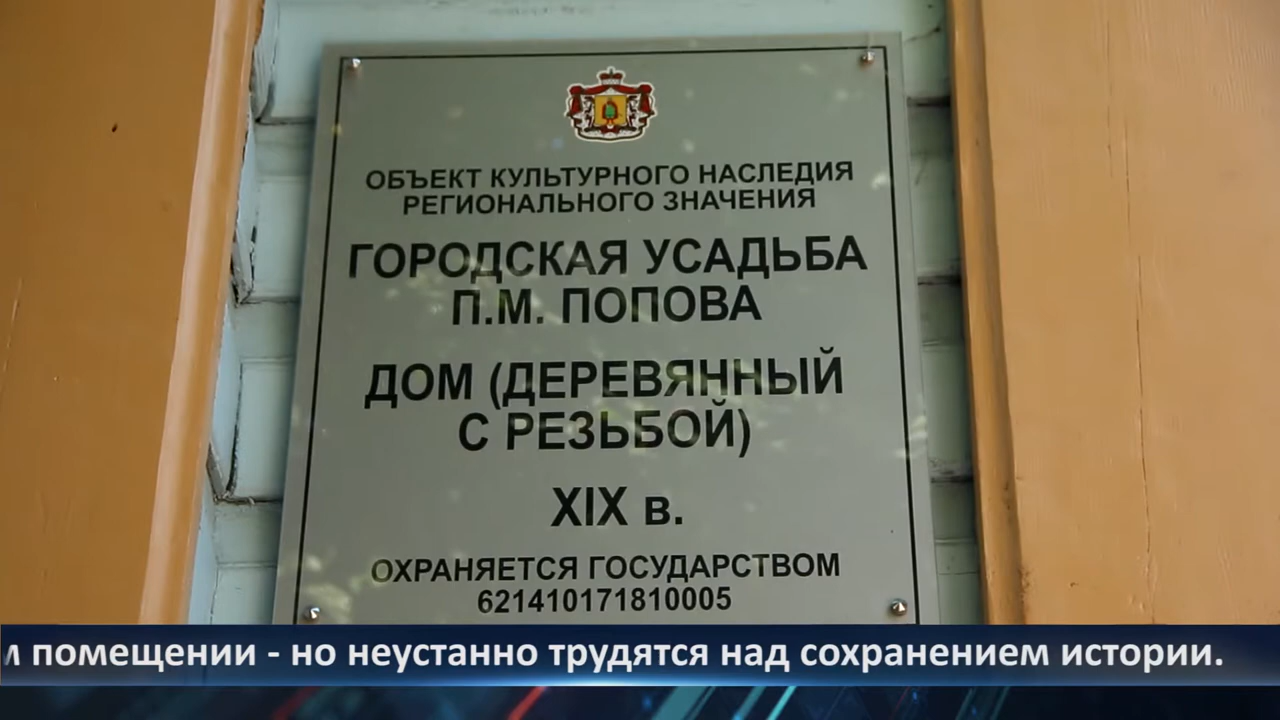 ОБЪЕКТ КУЛЬТУРНОГО НАСЛЕДИЯ
РЕГИОНАЛЬНОГО ЗНАЧЕНИЯ
ГОРОДСКАЯ УСАДЬБА
П.М. ПОПОВА
ДОМ (ДЕРЕВЯННЫЙ
С РЕЗЬБОЙ)
XIX в.
ОХРАНЯЕТСЯ ГОСУДАРСТВОМ
621410171810005
помещении - но неустанно трудятся над сохранением истории.